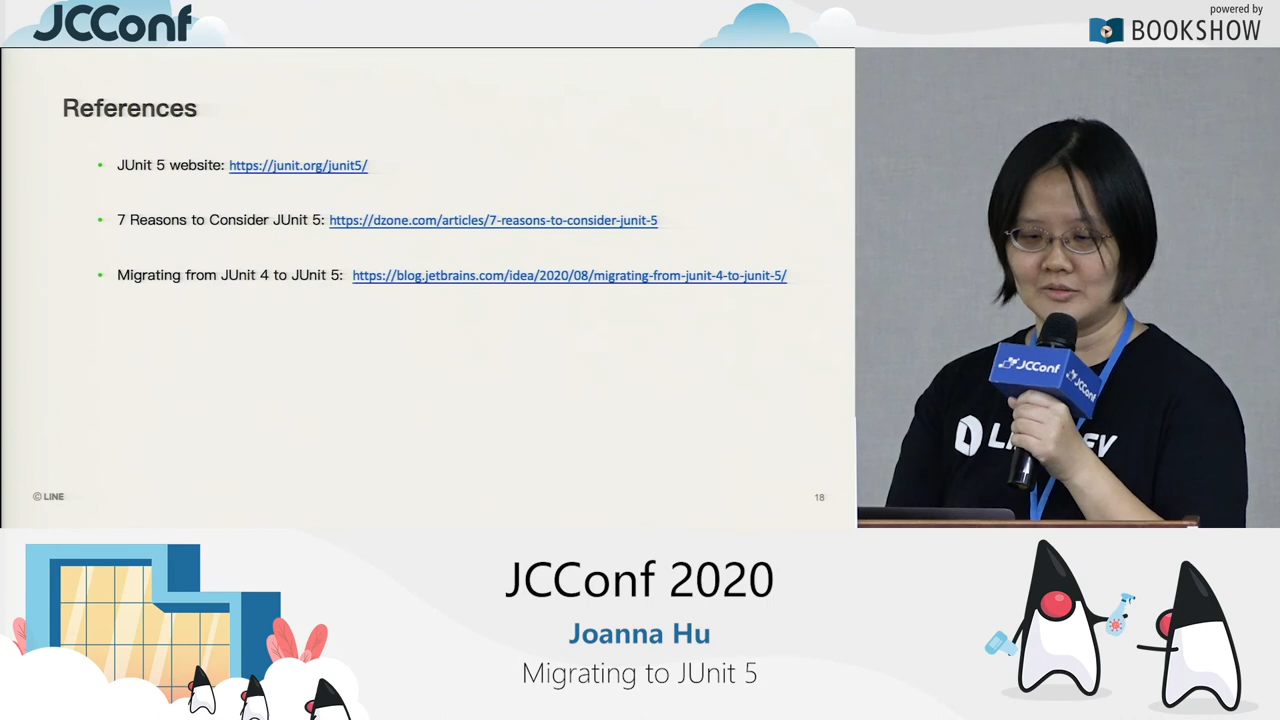 JCConf
powered by
BOOKSHOW
References
• JUnit 5 website: https://junit.org/junit5/
• 7 Reasons to Consider JUnit 5: https://dzone.com/articles/7-reasons-to-consider-junit-5
• Migrating from JUnit 4 to JUnit 5: https://blog.jetbrains.com/idea/2020/08/migrating-from-junit-4-to-junit-5/
© LINE
18
JCConf
JCConf
JCConf 2020
Joanna Hu
Migrating to JUnit 5